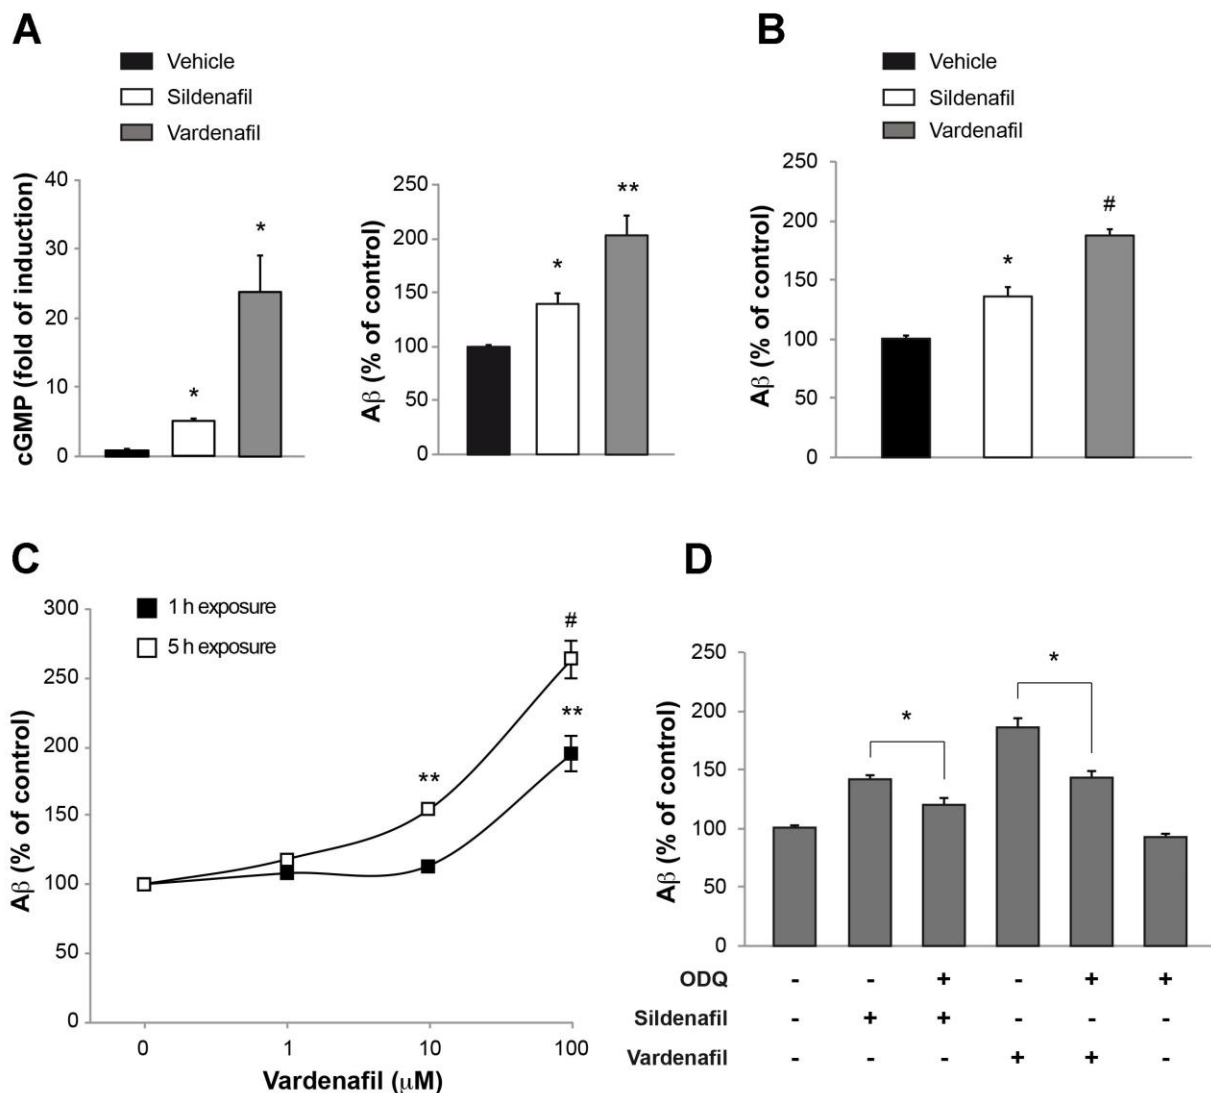 A
Vehicle
Sildenafil
Vardenafil
cGMP (fold of induction)
40
30
20
10
0
*
*
Aβ (% of control)
250
200
150
100
50
0
*
**
B
Vehicle
Sildenafil
Vardenafil
Aβ (% of control)
250
200
150
100
50
0
*
#
C
1 h exposure
5 h exposure
Aβ (% of control)
300
250
200
150
100
50
0
**
#
**
0 1 10 100
Vardenafil (μM)
D
Aβ (% of control)
250
200
150
100
50
0
*
*
ODQ - - + - + +
Sildenafil - + + - - -
Vardenafil - - - + + -